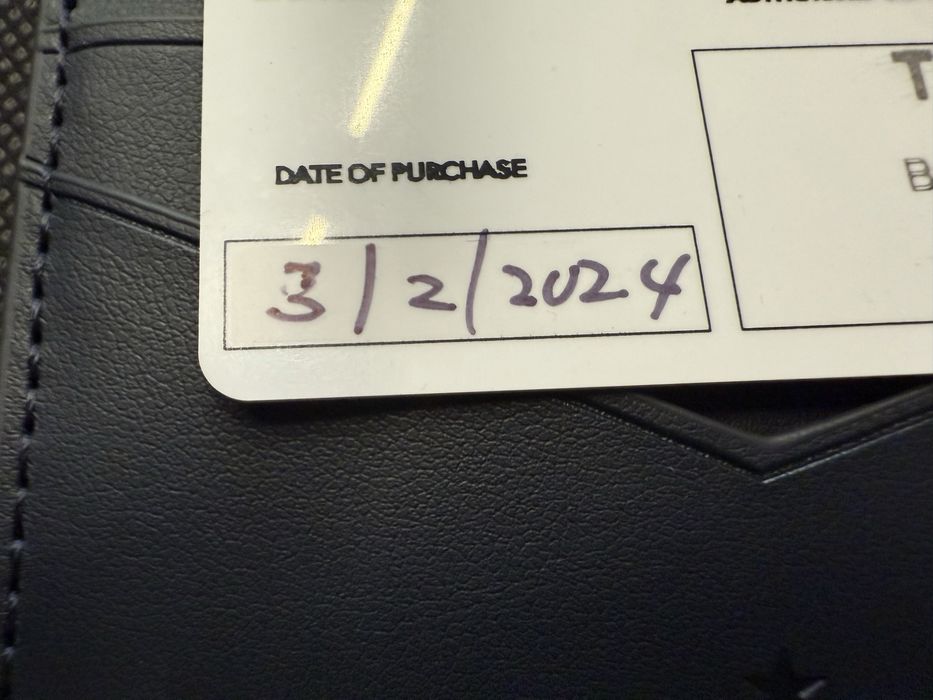 DATE OF PURCHASE
3/2/2024
T
B